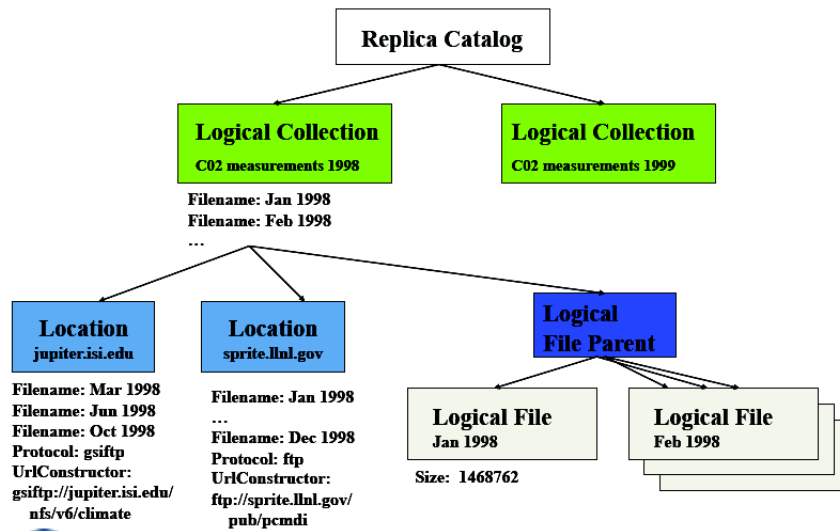 Replica Catalog
Logical Collection
C02 measurements 1998
Logical Collection
C02 measurements 1999
Filename: Jan 1998
Filename: Feb 1998
…
Location
jupiter.isi.edu
Location
sprite.llnl.gov
Logical
File Parent
Filename: Mar 1998
Filename: Jun 1998
Filename: Oct 1998
Protocol: gsiftp
UrlConstructor:
gsiftp://jupiter.isi.edu/
nfs/v6/climate
Filename: Jan 1998
…
Filename: Dec 1998
Protocol: ftp
UrlConstructor:
ftp://sprite.llnl.gov/
pub/pcmdi
Logical File
Jan 1998
Logical File
Feb 1998
Size: 1468762